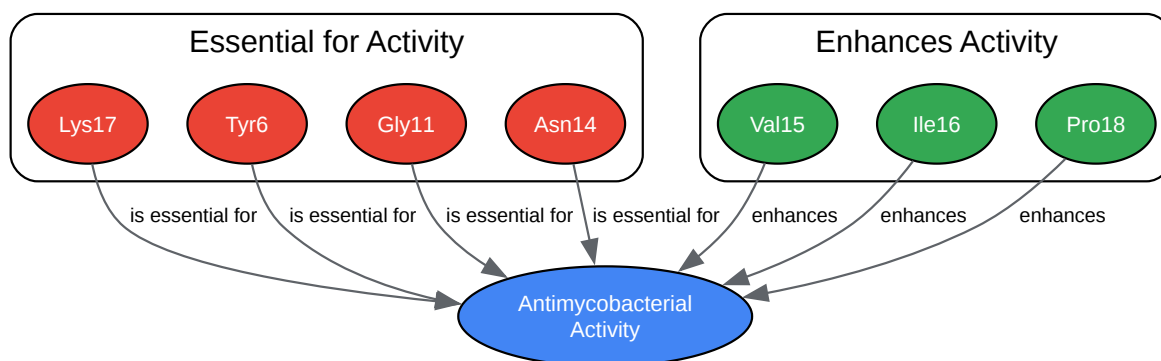 Essential for Activity
Enhances Activity
Lys17
Tyr6
Gly11
Asn14
Val15
Ile16
Pro18
is essential for
is essential for
is essential for
is essential for
enhances
enhances
enhances
Antimycobacterial
Activity